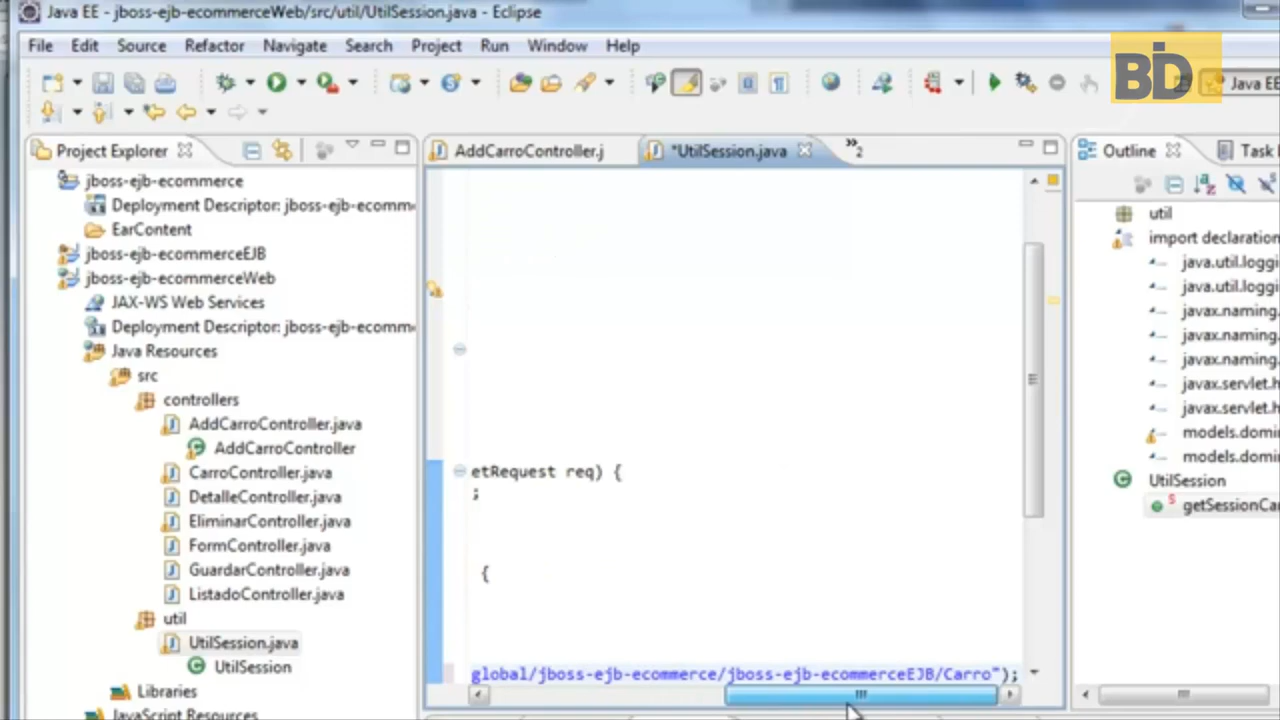 Java EE - jboss-ejb-ecommerceWeb/src/util/UtilSession.java - Eclipse
File Edit Source Refactor Navigate Search Project Run Window Help
BD
Java EE
Project Explorer
AddCarroController.j
*UtilSession.java
»2
Outline
Task
jboss-ejb-ecommerce
Deployment Descriptor: jboss-ejb-ecomm
EarContent
jboss-ejb-ecommerceEJB
jboss-ejb-ecommerceWeb
JAX-WS Web Services
Deployment Descriptor: jboss-ejb-ecomm
Java Resources
src
controllers
AddCarroController.java
AddCarroController
CarroController.java
DetalleController.java
EliminarController.java
FormController.java
GuardarController.java
ListadoController.java
util
UtilSession.java
UtilSession
Libraries
JavaScript Resources
etRequest req) {
;
{
global/jboss-ejb-ecommerce/jboss-ejb-ecommerceEJB/Carro");
util
import declaration
java.util.loggi
java.util.loggi
javax.naming.
javax.naming.
javax.naming.
javax.servlet.h
javax.servlet.h
models.domi
models.domi
UtilSession
getSessionCa